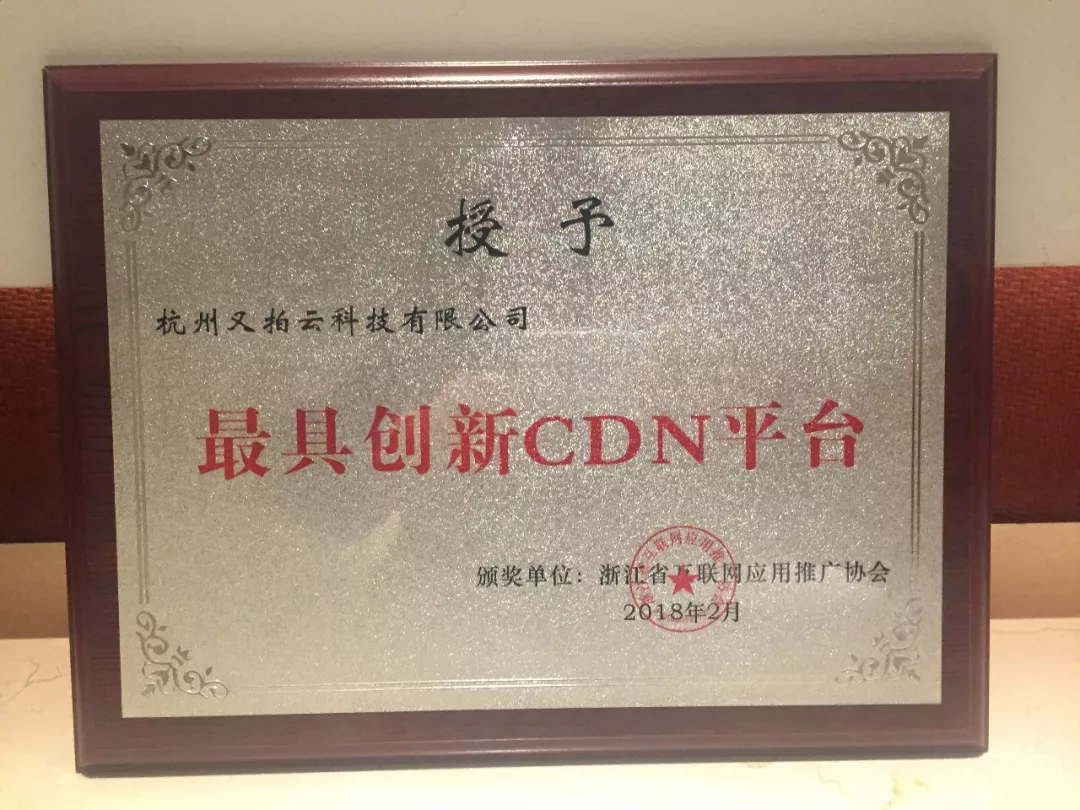 授予
杭州又拍云科技有限公司
最具创新CDN平台
颁奖单位：浙江省互联网应用推广协会
2018年2月